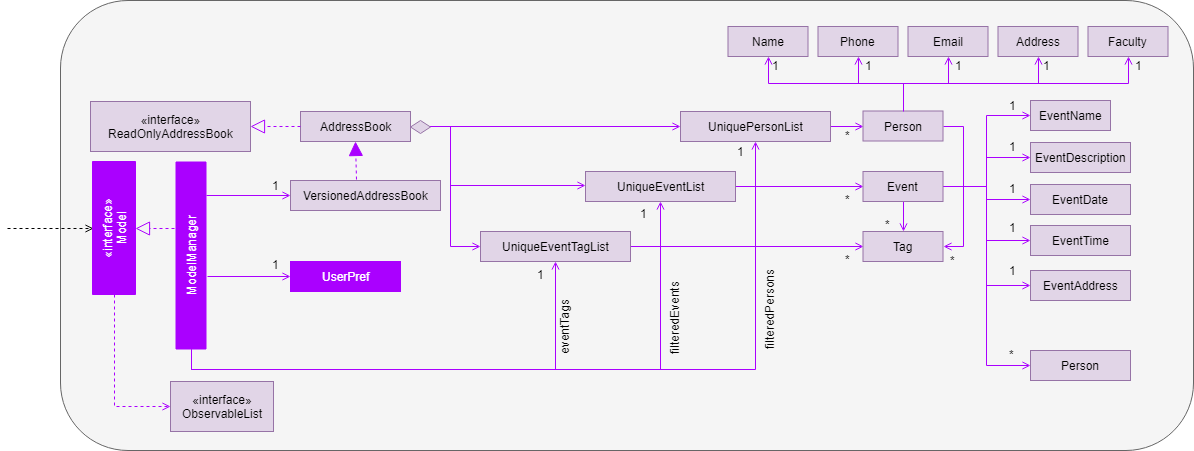 Name
Phone
Email
Address
Faculty
1
1
1
1
1
«interface»
ReadOnlyAddressBook
AddressBook
UniquePersonList
*
Person
1
EventName
1
1
EventDescription
VersionedAddressBook
1
UniqueEventList
*
Event
1
EventDate
1
«interface»
Model
ModelManager
UniqueEventTagList
*
Tag
*
*
1
EventTime
1
UserPref
1
1
EventAddress
eventTags
filteredEvents
filteredPersons
*
Person
«interface»
ObservableList